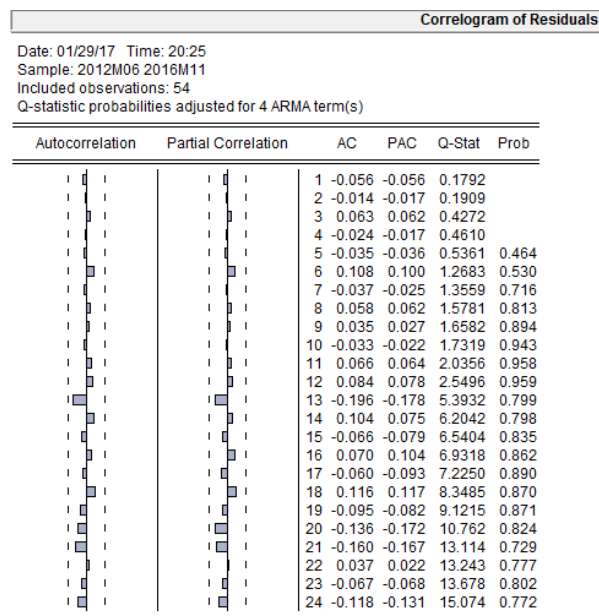 Correlogram of Residuals
Date: 01/29/17 Time: 20:25
Sample: 2012M06 2016M11
Included observations: 54
Q-statistic probabilities adjusted for 4 ARMA term(s)
Autocorrelation Partial Correlation AC PAC Q-Stat Prob
1 -0.056 -0.056 0.1792
2 -0.014 -0.017 0.1909
3 0.063 0.062 0.4272
4 -0.024 -0.017 0.4610
5 -0.035 -0.036 0.5361 0.464
6 0.108 0.100 1.2683 0.530
7 -0.037 -0.025 1.3559 0.716
8 0.058 0.062 1.5781 0.813
9 0.035 0.027 1.6582 0.894
10 -0.033 -0.022 1.7319 0.943
11 0.066 0.064 2.0356 0.958
12 0.084 0.078 2.5496 0.959
13 -0.196 -0.178 5.3932 0.799
14 0.104 0.075 6.2042 0.798
15 -0.066 -0.079 6.5404 0.835
16 0.070 0.104 6.9318 0.862
17 -0.060 -0.093 7.2250 0.890
18 0.116 0.117 8.3485 0.870
19 -0.095 -0.082 9.1215 0.871
20 -0.136 -0.172 10.762 0.824
21 -0.160 -0.167 13.114 0.729
22 0.037 0.022 13.243 0.777
23 -0.067 -0.068 13.678 0.802
24 -0.118 -0.131 15.074 0.772